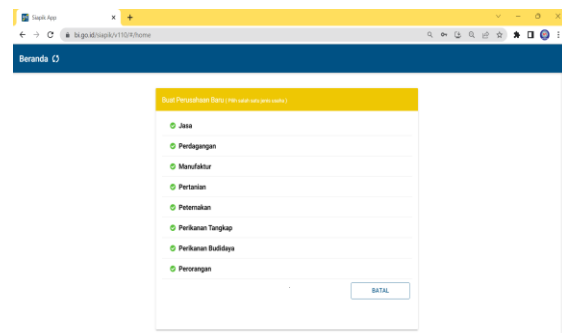 Siapik App
bi.go.id/siapik/v110/#/home
Beranda
Buat Perusahaan Baru ( Pilih salah satu jenis usaha )
Jasa
Perdagangan
Manufaktur
Pertanian
Peternakan
Perikanan Tangkap
Perikanan Budidaya
Perorangan
BATAL